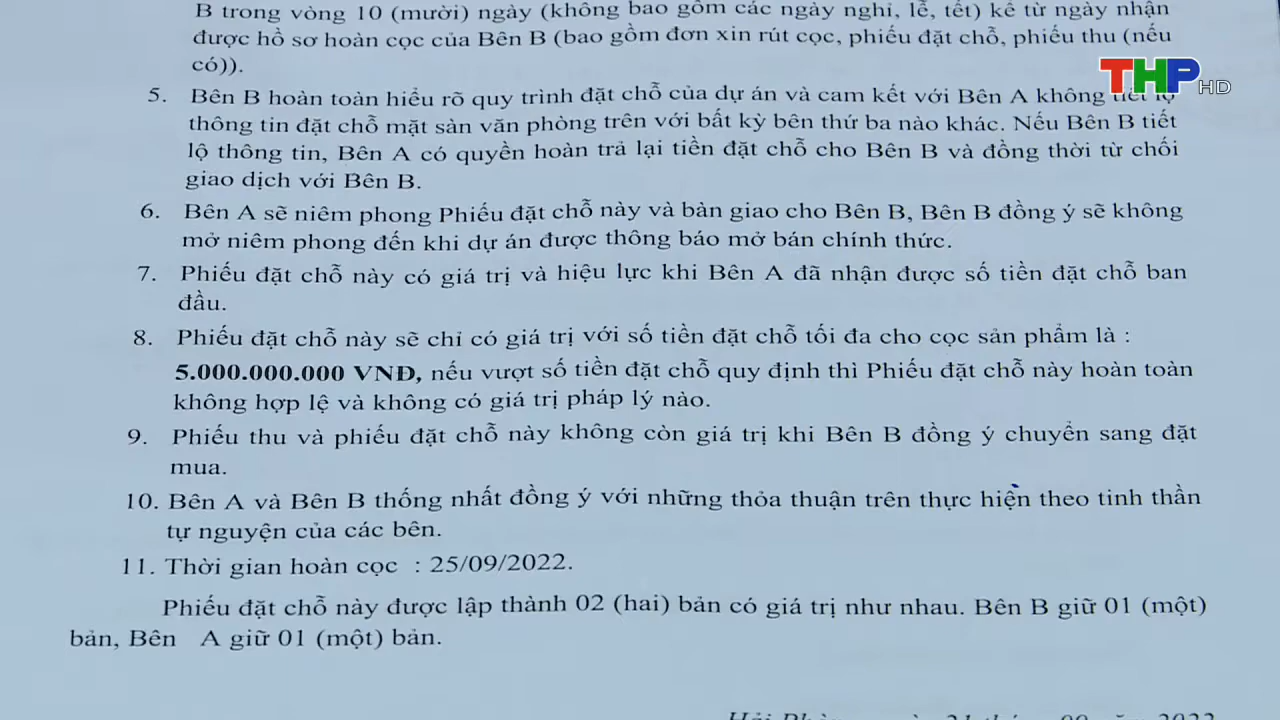 B trong vòng 10 (mười) ngày (không bao gồm các ngày nghỉ, lễ, tết) kể từ ngày nhận
được hồ sơ hoàn cọc của Bên B (bao gồm đơn xin rút cọc, phiếu đặt chỗ, phiếu thu (nếu
có)).
THP HD
5. Bên B hoàn toàn hiểu rõ quy trình đặt chỗ của dự án và cam kết với Bên A không tiết lộ
thông tin đặt chỗ mặt sàn văn phòng trên với bất kỳ bên thứ ba nào khác. Nếu Bên B tiết
lộ thông tin, Bên A có quyền hoàn trả lại tiền đặt chỗ cho Bên B và đồng thời từ chối
giao dịch với Bên B.
6. Bên A sẽ niêm phong Phiếu đặt chỗ này và bàn giao cho Bên B, Bên B đồng ý sẽ không
mở niêm phong đến khi dự án được thông báo mở bán chính thức.
7. Phiếu đặt chỗ này có giá trị và hiệu lực khi Bên A đã nhận được số tiền đặt chỗ ban
đầu.
8. Phiếu đặt chỗ này sẽ chỉ có giá trị với số tiền đặt chỗ tối đa cho cọc sản phẩm là :
5.000.000.000 VNĐ, nếu vượt số tiền đặt chỗ quy định thì Phiếu đặt chỗ này hoàn toàn
không hợp lệ và không có giá trị pháp lý nào.
9. Phiếu thu và phiếu đặt chỗ này không còn giá trị khi Bên B đồng ý chuyển sang đặt
mua.
10. Bên A và Bên B thống nhất đồng ý với những thỏa thuận trên thực hiện theo tinh thần
tự nguyện của các bên.
11. Thời gian hoàn cọc : 25/09/2022.
Phiếu đặt chỗ này được lập thành 02 (hai) bản có giá trị như nhau. Bên B giữ 01 (một)
bản, Bên A giữ 01 (một) bản.